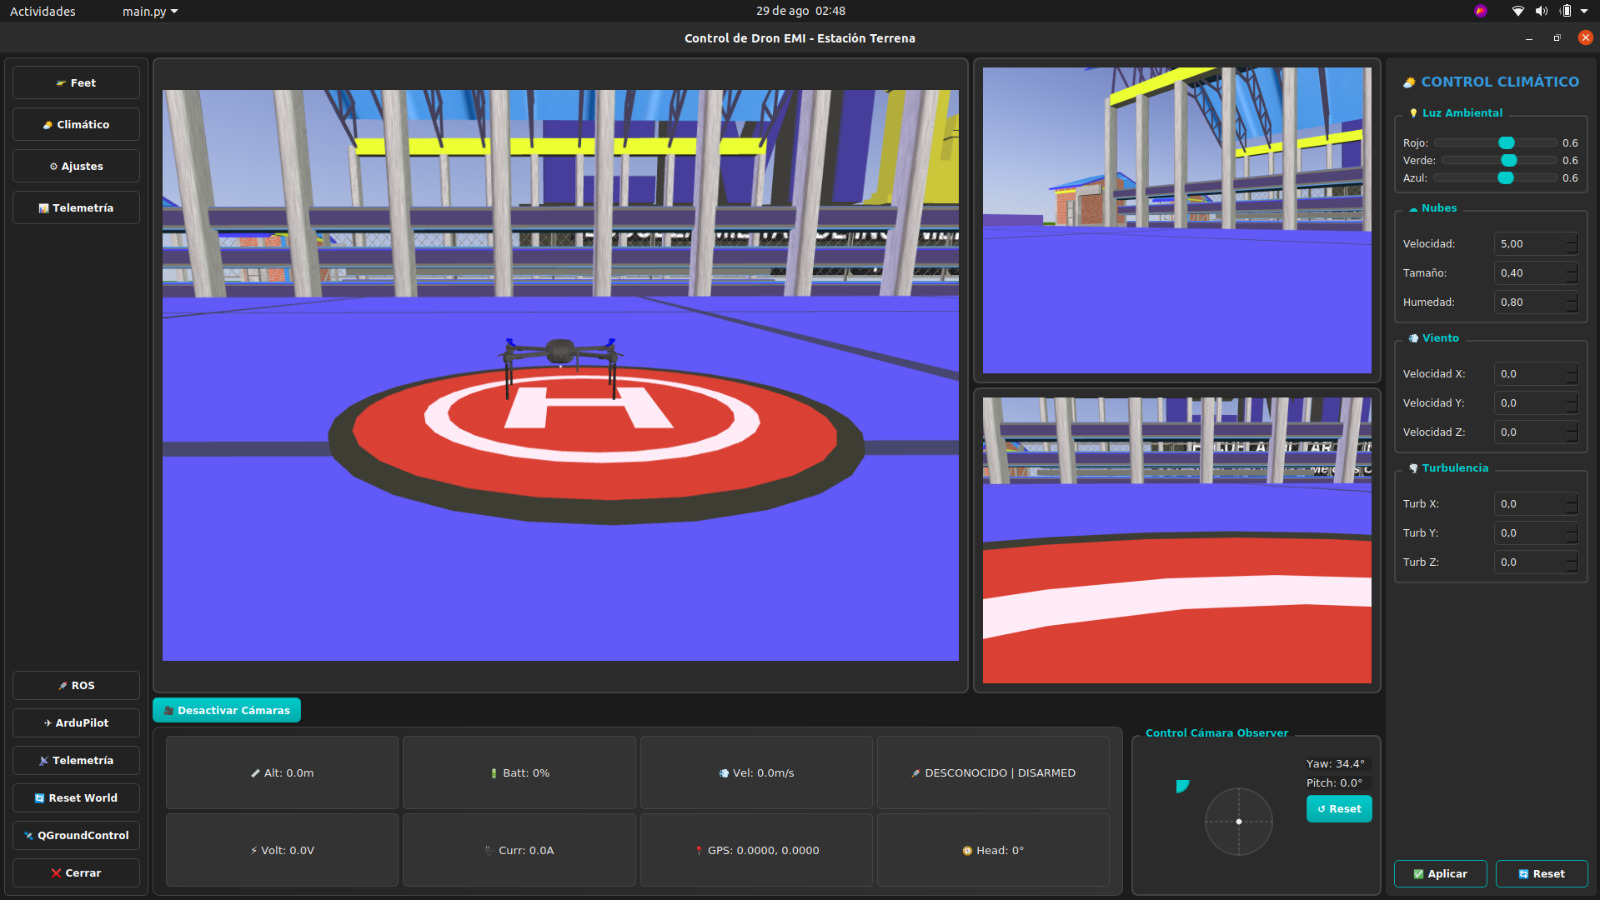 Actividades
main.py
29 de ago 02:48
Control de Dron EMI - Estación Terrena
Feet
Climático
Ajustes
Telemetría
ROS
ArduPilot
Telemetría
Reset World
QGroundControl
Cerrar
H
Desactivar Cámaras
Alt: 0.0m
Batt: 0%
Vel: 0.0m/s
DESCONOCIDO | DISARMED
Volt: 0.0V
Curr: 0.0A
GPS: 0.0000, 0.0000
Head: 0°
Control Cámara Observer
Yaw: 34.4°
Pitch: 0.0°
Reset
CONTROL CLIMÁTICO
Luz Ambiental
Rojo: 0.6
Verde: 0.6
Azul: 0.6
Nubes
Velocidad: 5,00
Tamaño: 0,40
Humedad: 0,80
Viento
Velocidad X: 0,0
Velocidad Y: 0,0
Velocidad Z: 0,0
Turbulencia
Turb X: 0,0
Turb Y: 0,0
Turb Z: 0,0
Aplicar
Reset